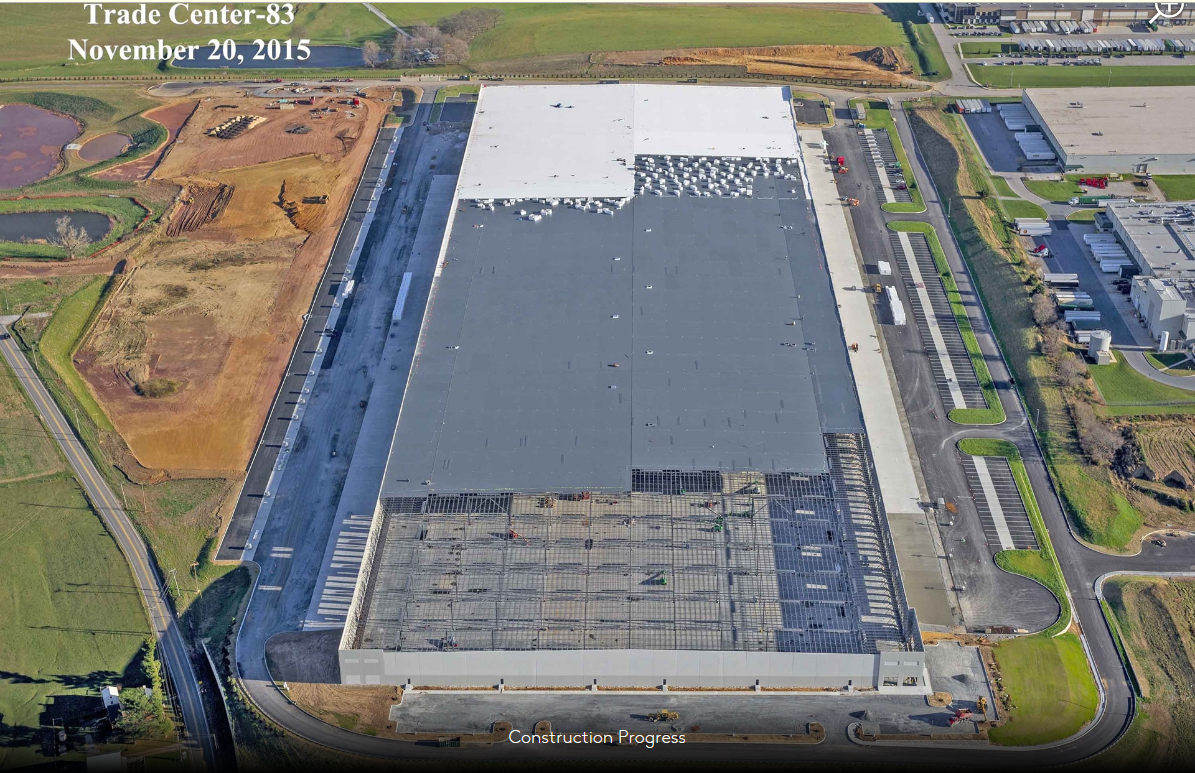 Trade Center-83
November 20, 2015
Construction Progress